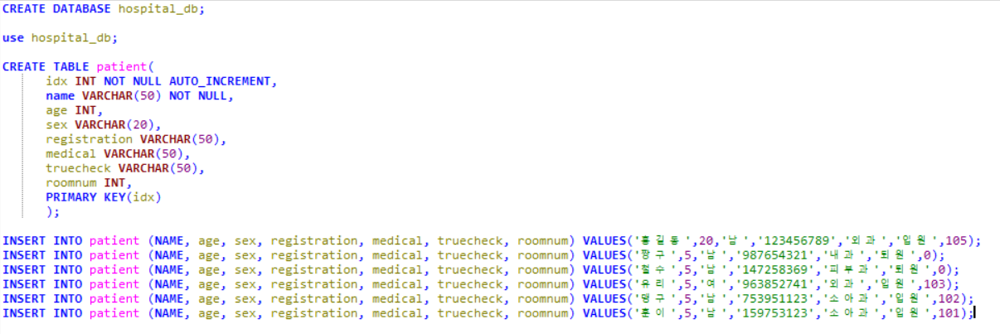 CREATE DATABASE hospital_db;
use hospital_db;
CREATE TABLE patient(
idx INT NOT NULL AUTO_INCREMENT,
name VARCHAR(50) NOT NULL,
age INT,
sex VARCHAR(20),
registration VARCHAR(50),
medical VARCHAR(50),
truecheck VARCHAR(50),
roomnum INT,
PRIMARY KEY(idx)
);
INSERT INTO patient (NAME, age, sex, registration, medical, truecheck, roomnum) VALUES('홍길동',20,'남','123456789','외과','입원',105);
INSERT INTO patient (NAME, age, sex, registration, medical, truecheck, roomnum) VALUES('짱구',5,'남','987654321','내과','퇴원',0);
INSERT INTO patient (NAME, age, sex, registration, medical, truecheck, roomnum) VALUES('철수',5,'남','147258369','피부과','퇴원',0);
INSERT INTO patient (NAME, age, sex, registration, medical, truecheck, roomnum) VALUES('유리',5,'여','963852741','외과','입원',103);
INSERT INTO patient (NAME, age, sex, registration, medical, truecheck, roomnum) VALUES('맹구',5,'남','753951123','소아과','입원',102);
INSERT INTO patient (NAME, age, sex, registration, medical, truecheck, roomnum) VALUES('훈이',5,'남','159753123','소아과','입원',101);